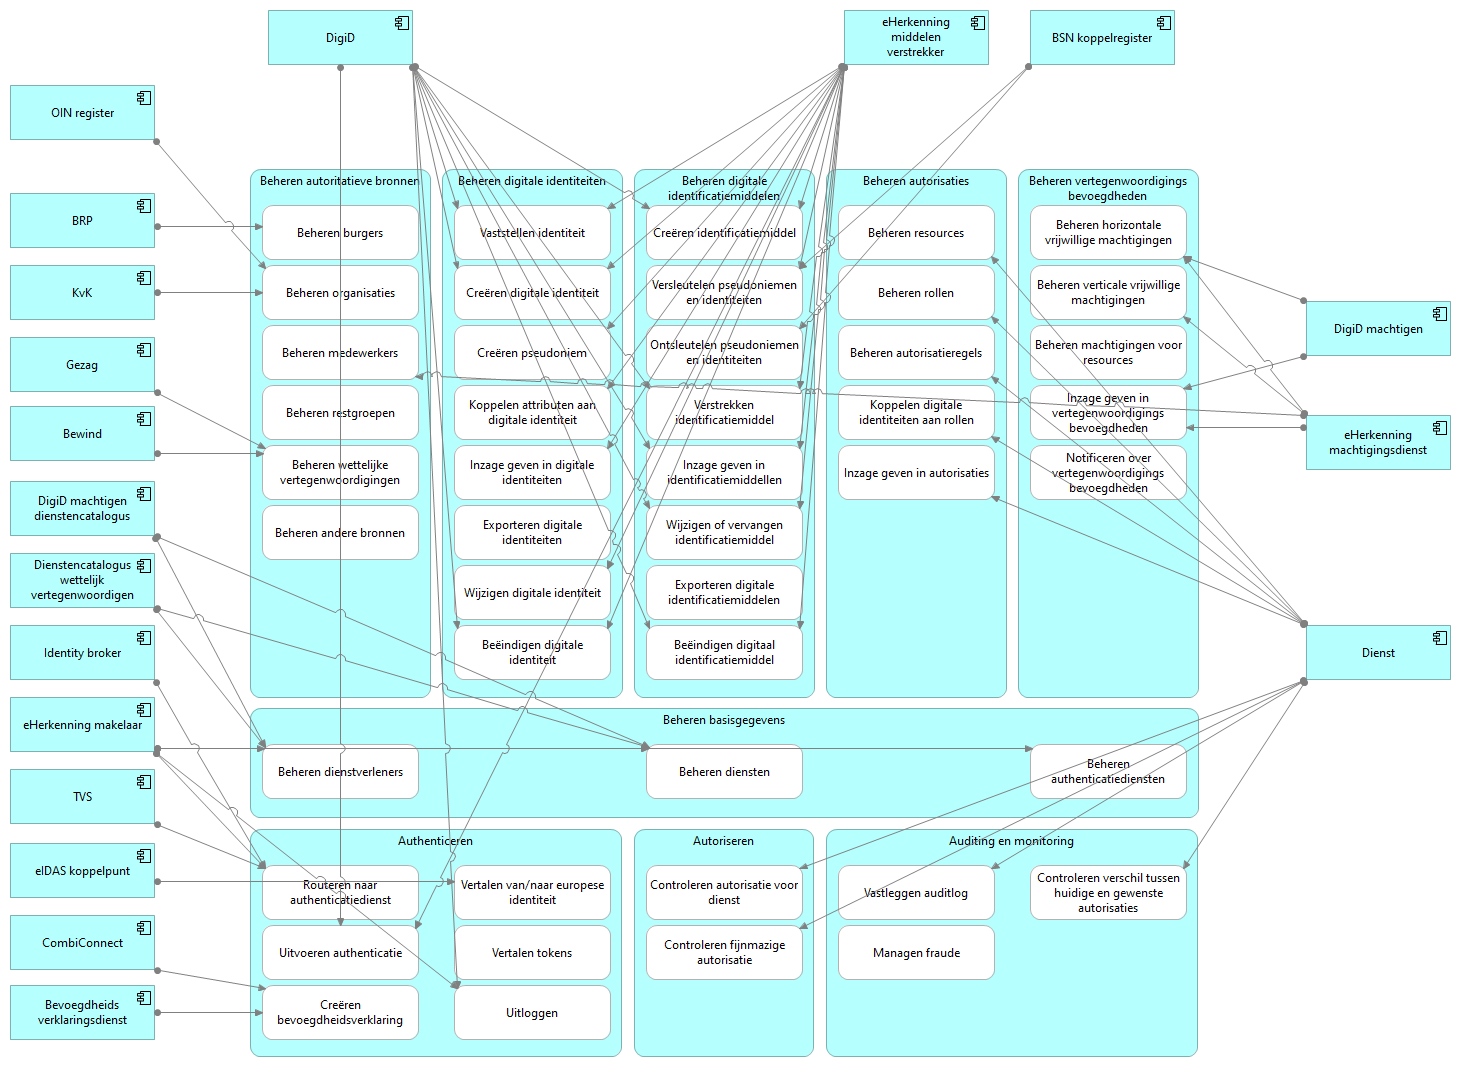 DigiD
eHerkenning
middelen
verstrekker
BSN koppelregister
OIN register
BRP
KvK
Gezag
Bewind
DigiD machtigen
dienstencatalogus
Dienstencatalogus
wettelijk
vertegenwoordigen
Identity broker
eHerkenning makelaar
TVS
eIDAS koppelpunt
CombiConnect
Bevoegdheids
verklaringsdienst
Beheren autoritatieve bronnen
Beheren burgers
Beheren organisaties
Beheren medewerkers
Beheren restgroepen
Beheren wettelijke
vertegenwoordigingen
Beheren andere bronnen
Beheren digitale identiteiten
Vaststellen identiteit
Creëren digitale identiteit
Creëren pseudoniem
Koppelen attributen aan
digitale identiteit
Inzage geven in digitale
identiteiten
Exporteren digitale
identiteiten
Wijzigen digitale identiteit
Beëindigen digitale
identiteit
Beheren digitale
identificatiemiddelen
Creëren identificatiemiddel
Versleutelen pseudoniemen
en identiteiten
Ontsleutelen pseudoniemen
en identiteiten
Verstrekken
identificatiemiddel
Inzage geven in
identificatiemiddellen
Wijzigen of vervangen
identificatiemiddel
Exporteren digitale
identificatiemiddelen
Beëindigen digitaal
identificatiemiddel
Beheren autorisaties
Beheren resources
Beheren rollen
Beheren autorisatieregels
Koppelen digitale
identiteiten aan rollen
Inzage geven in autorisaties
Beheren vertegenwoordigings
bevoegdheden
Beheren horizontale
vrijwillige machtigingen
Beheren verticale vrijwillige
machtigingen
Beheren machtigingen voor
resources
Inzage geven in
vertegenwoordigings
bevoegdheden
Notificeren over
vertegenwoordigings
bevoegdheden
DigiD machtigen
eHerkenning
machtigingsdienst
Dienst
Beheren basisgegevens
Beheren dienstverleners
Beheren diensten
Beheren
authenticatiediensten
Authenticeren
Routeren naar
authenticatiedienst
Vertalen van/naar europese
identiteit
Uitvoeren authenticatie
Vertalen tokens
Creëren
bevoegdheidsverklaring
Uitloggen
Autoriseren
Controleren autorisatie voor
dienst
Controleren fijnmazige
autorisatie
Auditing en monitoring
Vastleggen auditlog
Controleren verschil tussen
huidige en gewenste
autorisaties
Managen fraude